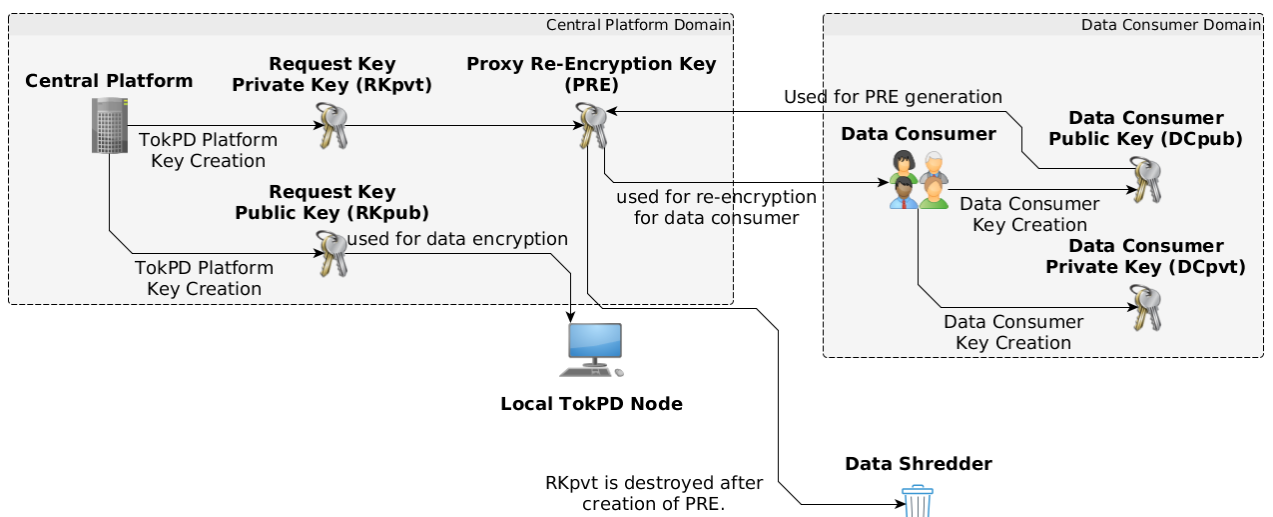 Central Platform Domain
Data Consumer Domain
Central Platform
Request Key
Private Key (RKpvt)
Proxy Re-Encryption Key
(PRE)
TokPD Platform
Key Creation
Used for PRE generation
Data Consumer
Data Consumer
Public Key (DCpub)
Request Key
Public Key (RKpub)
used for re-encryption
for data consumer
Data Consumer
Key Creation
used for data encryption
TokPD Platform
Key Creation
Data Consumer
Private Key (DCpvt)
Data Consumer
Key Creation
Local TokPD Node
Data Shredder
RKpvt is destroyed after
creation of PRE.